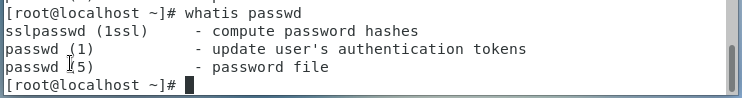 [root@localhost ~]# whatis passwd
sslpasswd (1ssl)     - compute password hashes
passwd (1)           - update user's authentication tokens
passwd (5)           - password file
[root@localhost ~]#